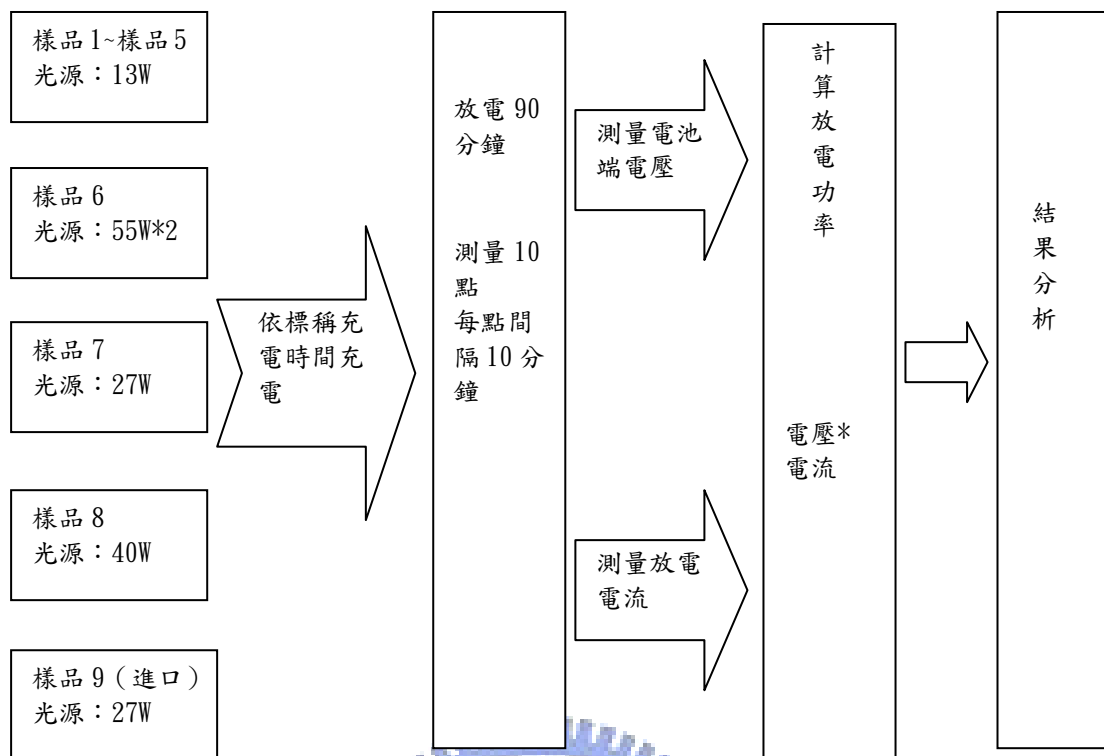 樣品1~樣品5
光源：13W
樣品6
光源：55W*2
樣品7
光源：27W
樣品8
光源：40W
樣品9（進口）
光源：27W
依標稱充
電時間充
電
放電90
分鐘
測量10
點
每點間
隔10分
鐘
測量電池
端電壓
測量放電
電流
計
算
放
電
功
率
電壓*
電流
結
果
分
析